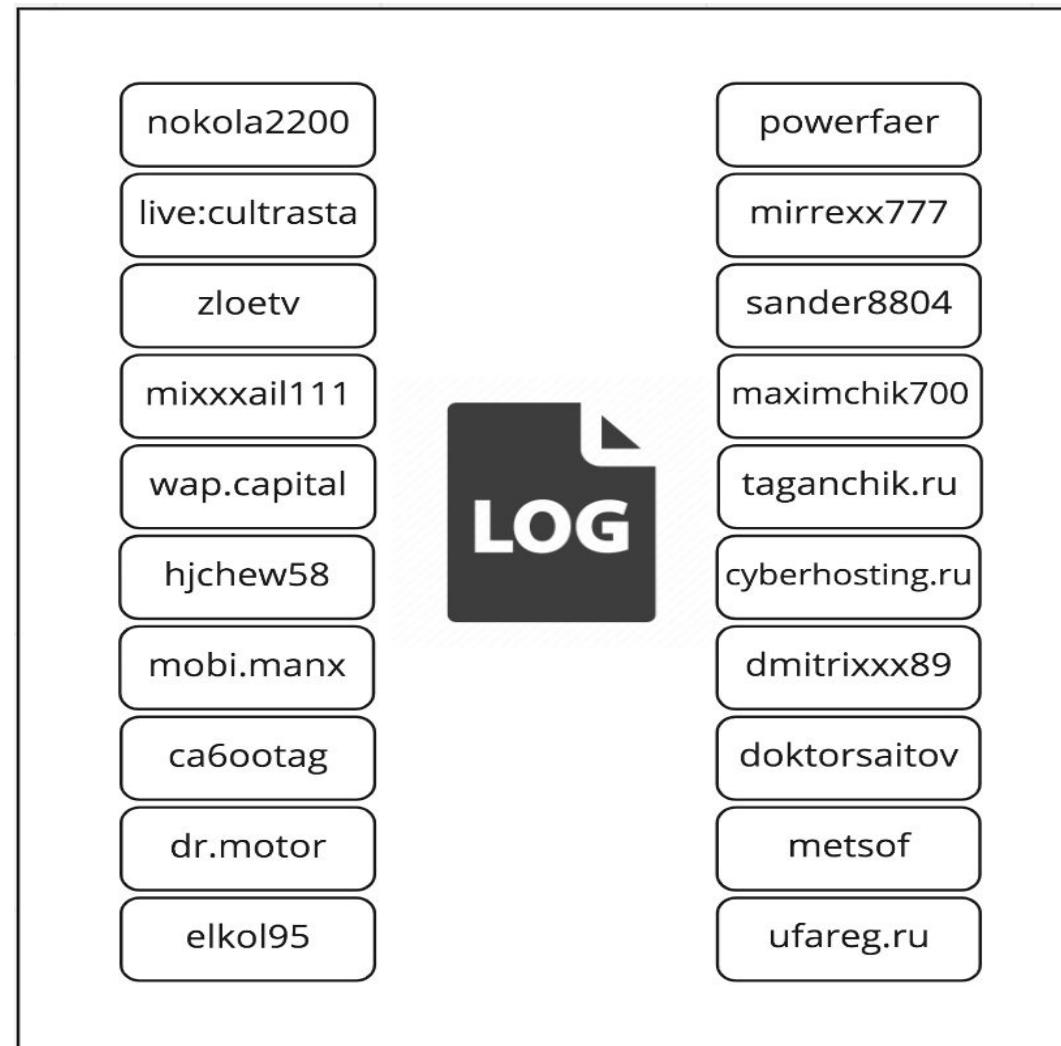 nokola2200
live:cultrasta
zloetv
mixxxail111
wap.capital
hjchew58
mobi.manx
ca6ootag
dr.motor
elkol95
LOG
powerfaer
mirrexx777
sander8804
maximchik700
taganchik.ru
cyberhosting.ru
dmitrixxx89
doktorsaitov
metsof
ufareg.ru